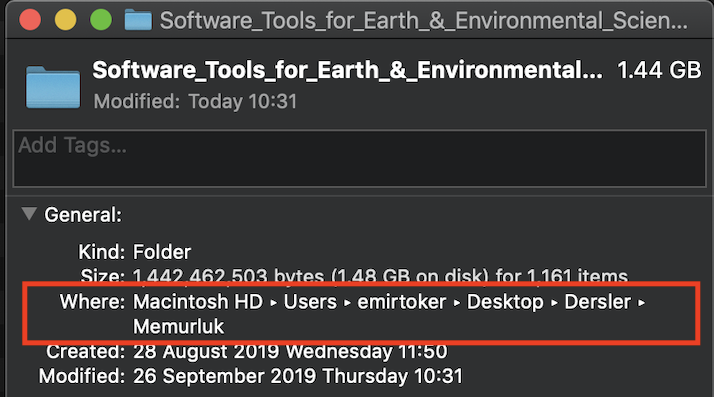 Software_Tools_for_Earth_&_Environmental_Scien...
Software_Tools_for_Earth_&_Environmental... 1.44 GB
Modified: Today 10:31
Add Tags...
General:
Kind: Folder
Size: 1,442,462,503 bytes (1.48 GB on disk) for 1,161 items
Where: Macintosh HD ▸ Users ▸ emirtoker ▸ Desktop ▸ Dersler ▸
Memurluk
Created: 28 August 2019 Wednesday 11:50
Modified: 26 September 2019 Thursday 10:31